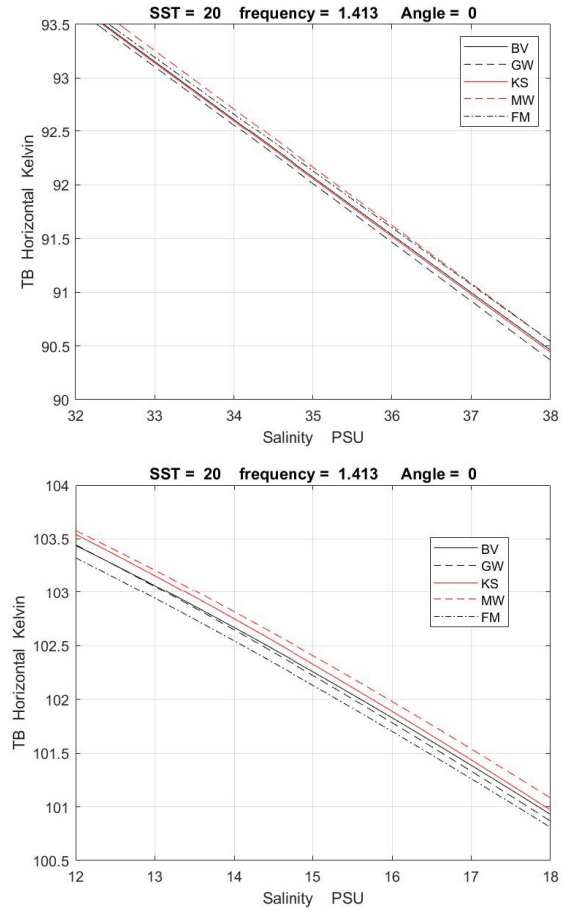 SST = 20 frequency = 1.413 Angle = 0
93.5
93
92.5
92
91.5
91
90.5
90
TB Horizontal Kelvin
BV
GW
KS
MW
FM
32 33 34 35 36 37 38
Salinity PSU
SST = 20 frequency = 1.413 Angle = 0
104
103.5
103
102.5
102
101.5
101
100.5
TB Horizontal Kelvin
BV
GW
KS
MW
FM
12 13 14 15 16 17 18
Salinity PSU